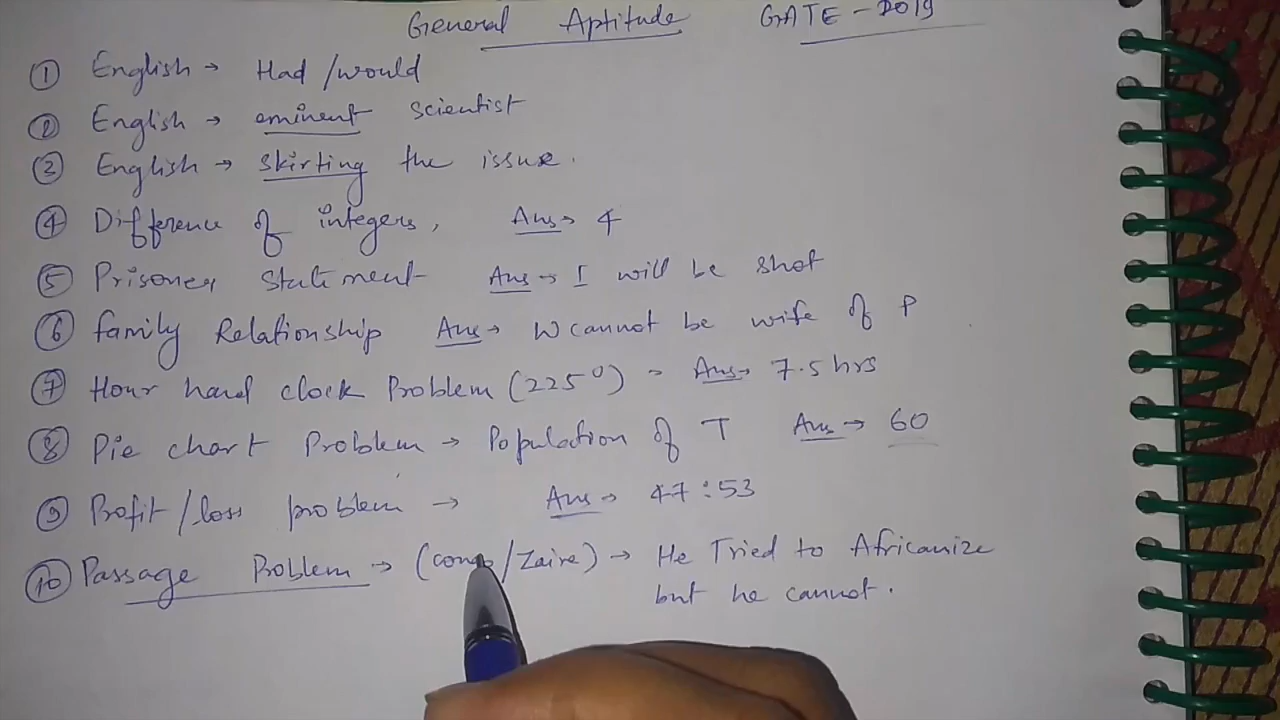 General Aptitude GATE - 2019
① English → Had / would
② English → eminent scientist
③ English → skirting the issue.
④ Difference of integers, Ans → 4
⑤ Prisoner Statement Ans → I will be shot
⑥ family Relationship Ans → W cannot be wife of P
⑦ Hour hand clock Problem (225°) → Ans → 7.5 hrs
⑧ Pie chart Problem → Population of T Ans → 60
⑨ Profit / loss problem → Ans → 47 : 53
⑩ Passage Problem → (congo / Zaire) → He Tried to Africanize
but he cannot.